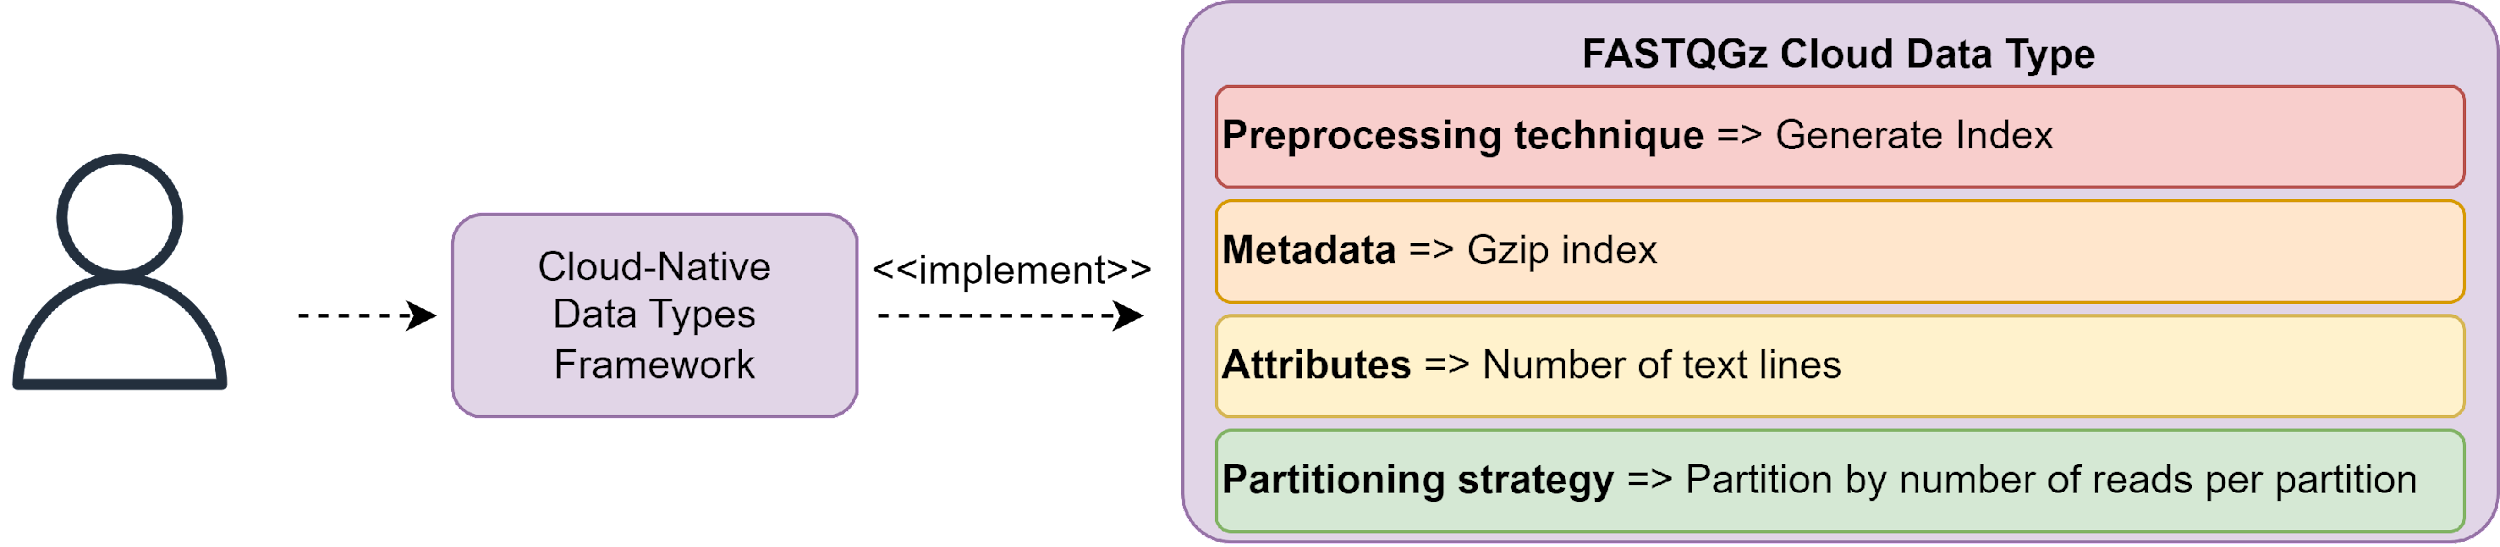 Cloud-Native
Data Types
Framework
<<implement>>
FASTQGz Cloud Data Type
Preprocessing technique => Generate Index
Metadata => Gzip index
Attributes => Number of text lines
Partitioning strategy => Partition by number of reads per partition